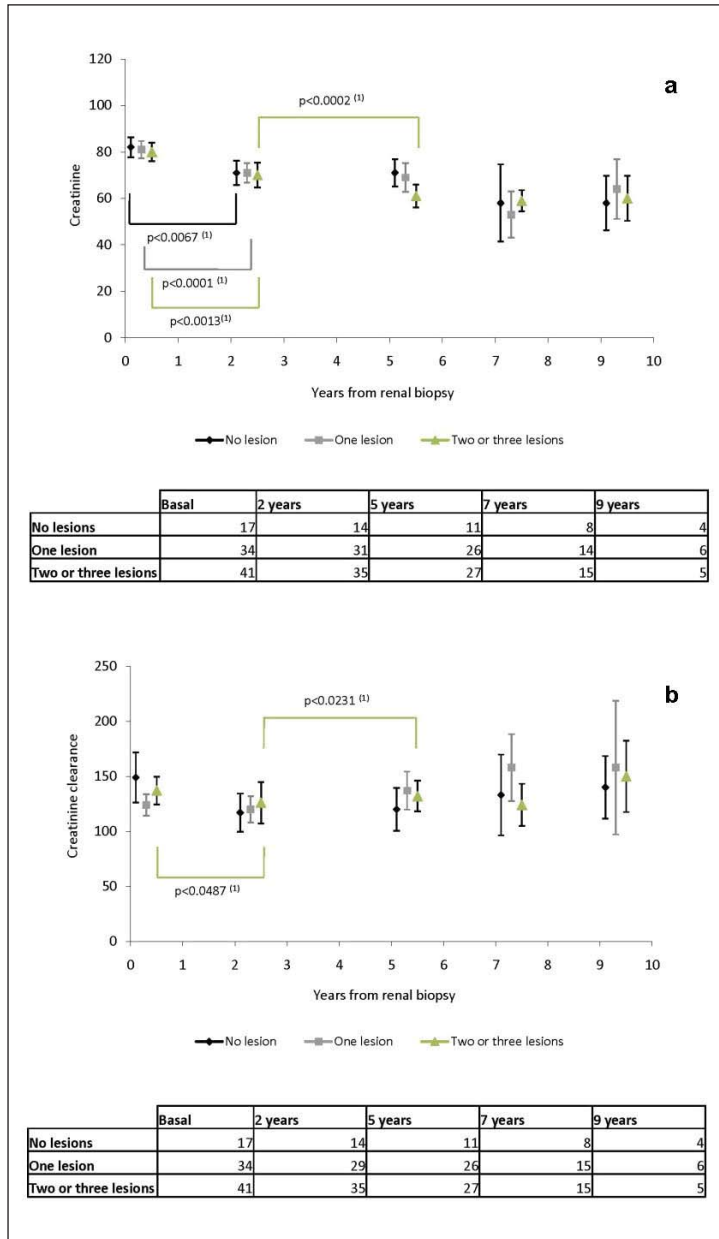 a
120
100
80
60
40
20
0
Creatinine
p<0.0002 (1)
p<0.0067 (1)
p<0.0001 (1)
p<0.0013(1)
0 1 2 3 4 5 6 7 8 9 10
Years from renal biopsy
No lesion One lesion Two or three lesions
Basal 2 years 5 years 7 years 9 years
No lesions 17 14 11 8 4
One lesion 34 31 26 14 6
Two or three lesions 41 35 27 15 5
b
250
200
150
100
50
0
Creatinine clearance
p<0.0231 (1)
p<0.0487 (1)
0 1 2 3 4 5 6 7 8 9 10
Years from renal biopsy
No lesion One lesion Two or three lesions
Basal 2 years 5 years 7 years 9 years
No lesions 17 14 11 8 4
One lesion 34 29 26 15 6
Two or three lesions 41 35 27 15 5